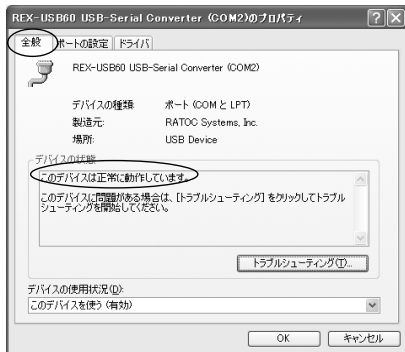 REX-USB60 USB-Serial Converter (COM2)のプロパティ
全般 ポートの設定 ドライバ
REX-USB60 USB-Serial Converter (COM2)
デバイスの種類: ポート (COM と LPT)
製造元: RATOC Systems, Inc.
場所: USB Device
デバイスの状態
このデバイスは正常に動作しています。
このデバイスに問題がある場合は、[トラブルシューティング] をクリックしてトラブル
シューティングを開始してください。
トラブルシューティング(T)...
デバイスの使用状況(D):
このデバイスを使う (有効)
OK キャンセル